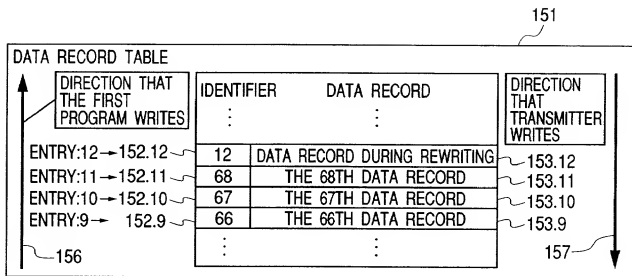 151
DATA RECORD TABLE
DIRECTION THAT
THE FIRST
PROGRAM WRITES
IDENTIFIER DATA RECORD
DIRECTION
THAT
TRANSMITTER
WRITES
ENTRY:12→152.12 12 DATA RECORD DURING REWRITING 153.12
ENTRY:11→152.11 68 THE 68TH DATA RECORD 153.11
ENTRY:10→152.10 67 THE 67TH DATA RECORD 153.10
ENTRY:9→ 152.9 66 THE 66TH DATA RECORD 153.9
156 157